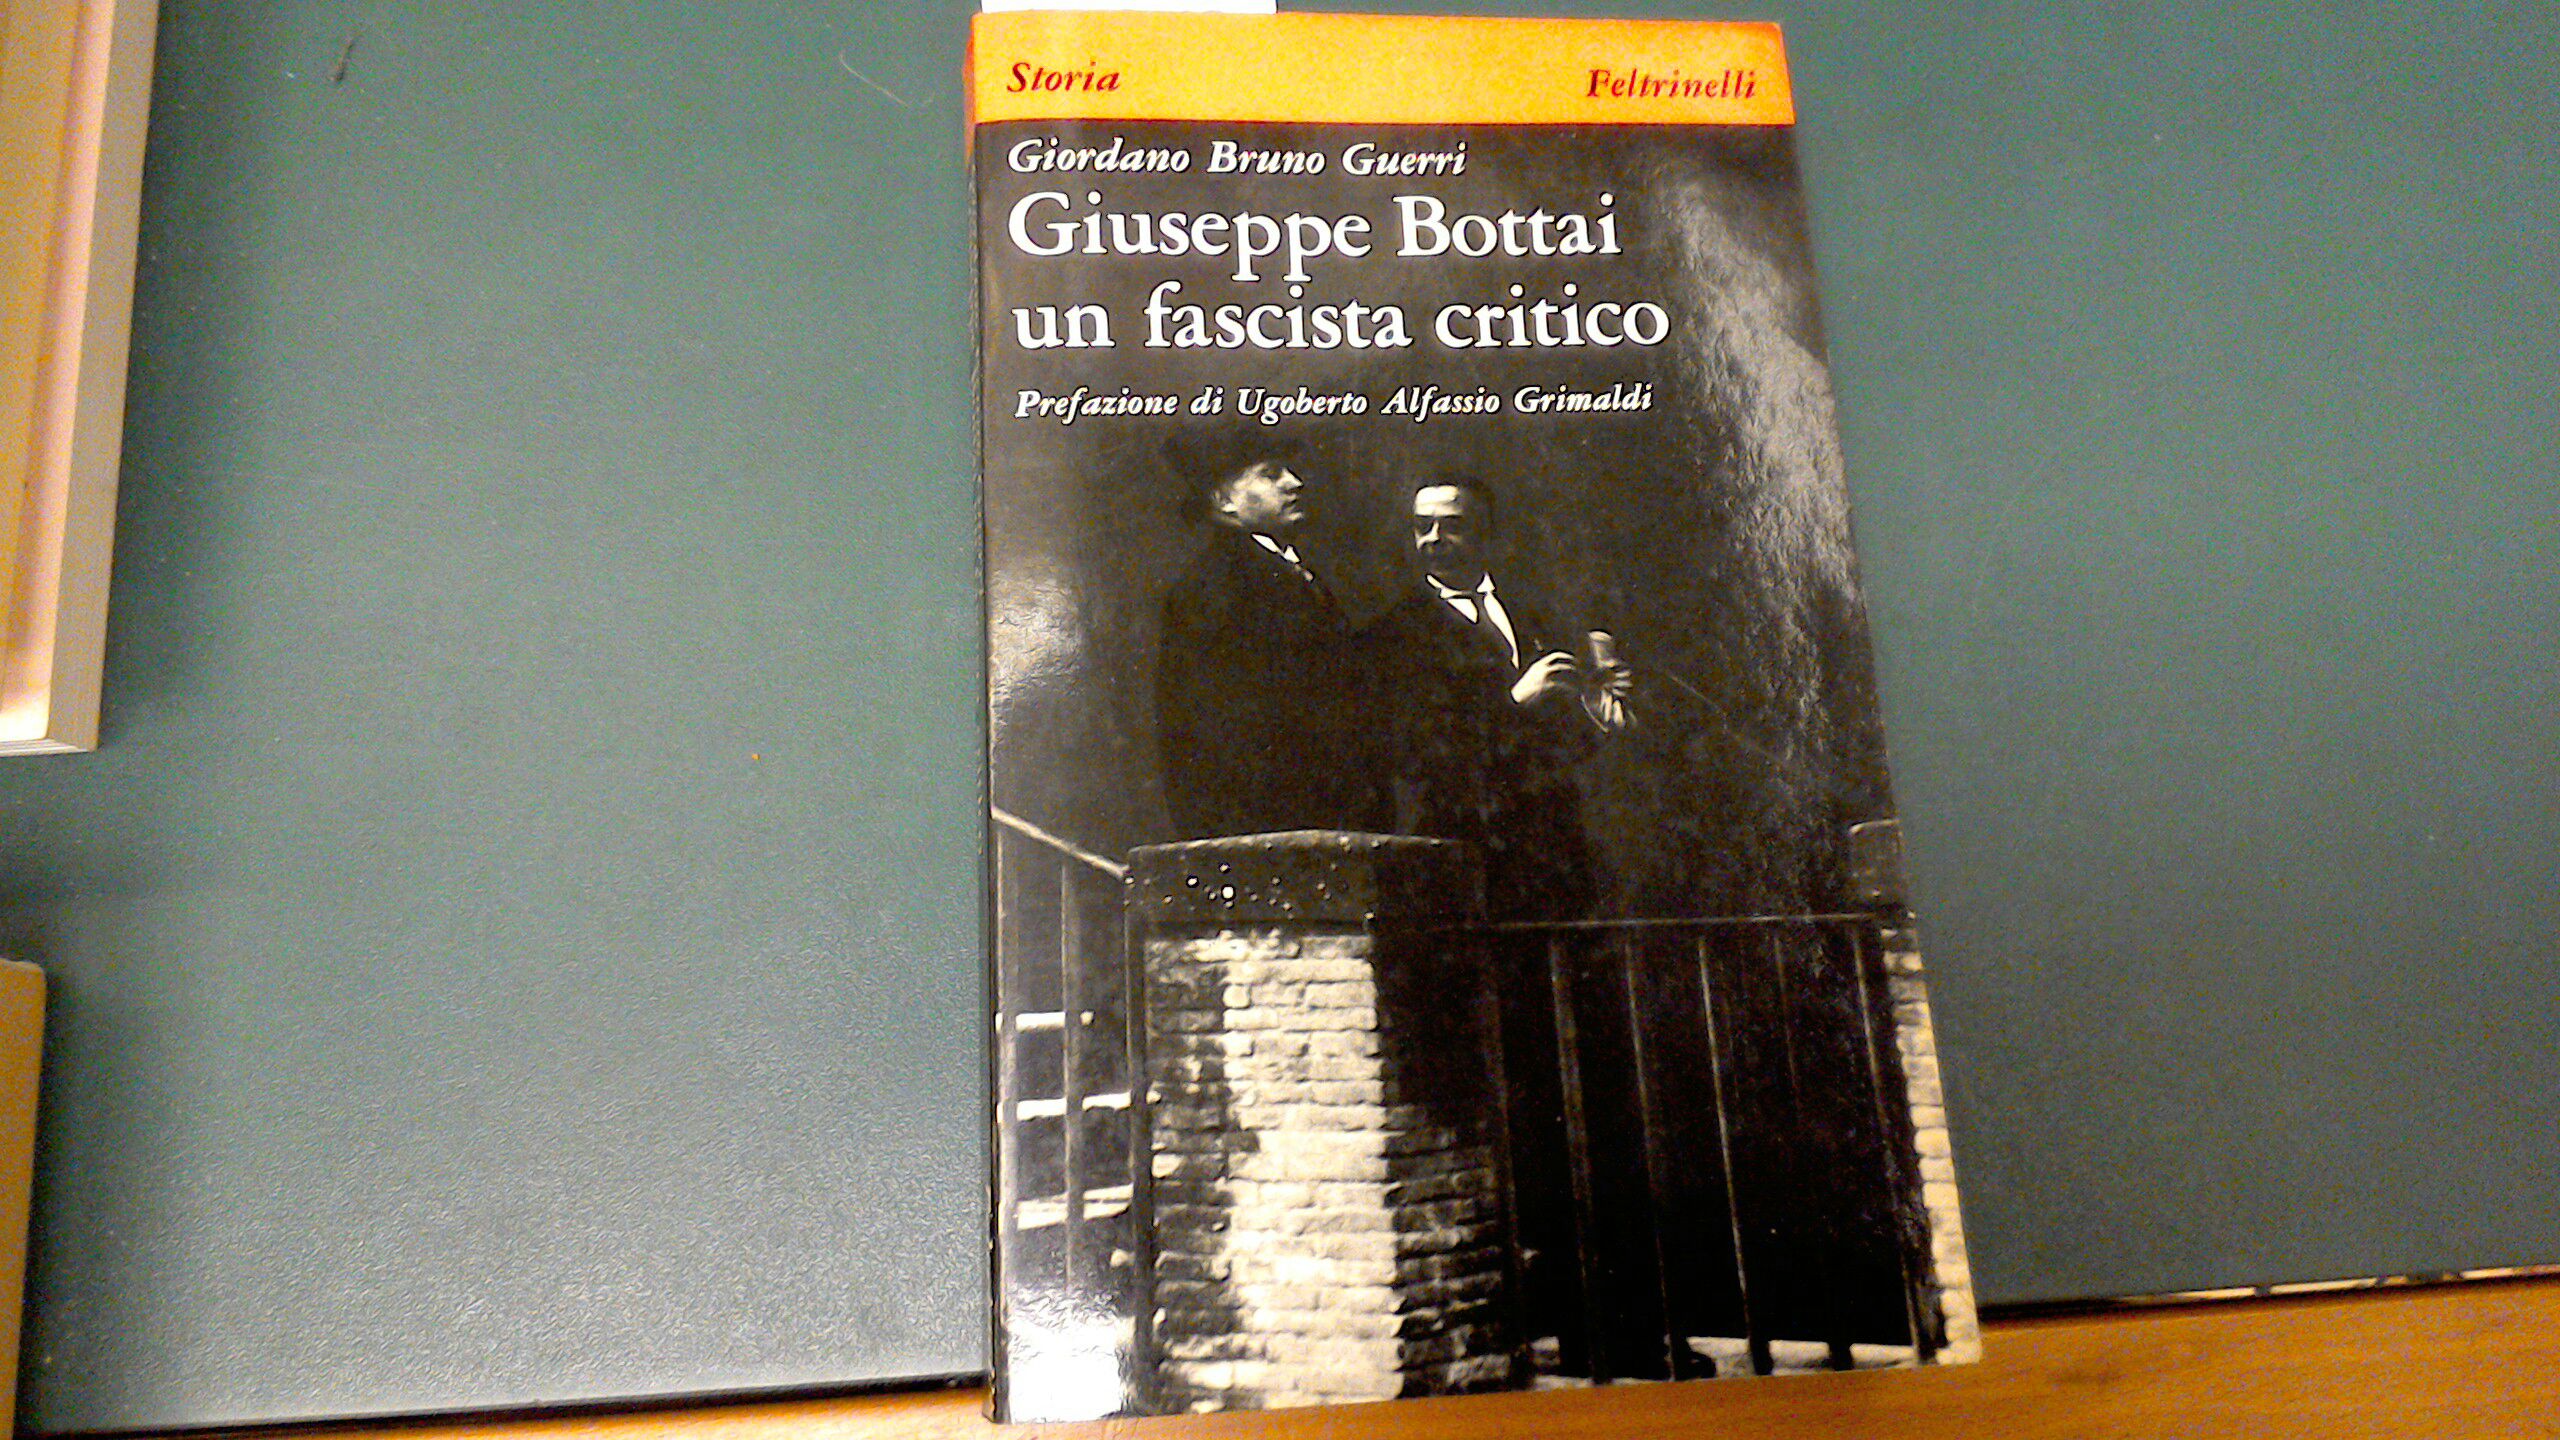 Storia Feltrinelli
Giordano Bruno Guerri
Giuseppe Bottai
un fascista critico
Prefazione di Ugoberto Alfassio Grimaldi